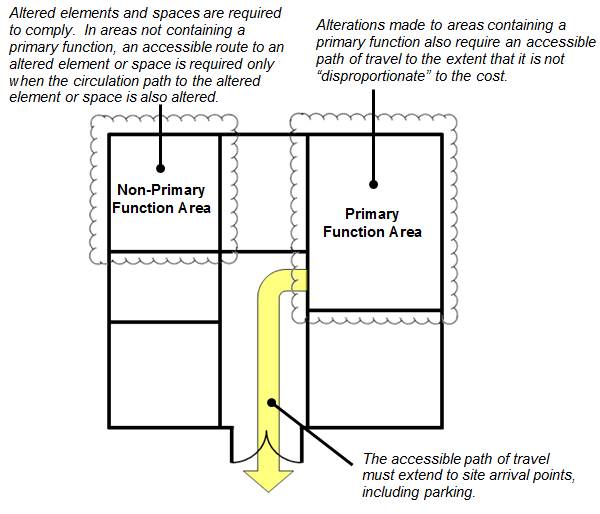 Altered elements and spaces are required
to comply.  In areas not containing a
primary function, an accessible route to an
altered element or space is required only
when the circulation path to the altered
element or space is also altered.
Alterations made to areas containing a
primary function also require an accessible
path of travel to the extent that it is not
“disproportionate” to the cost.
Non-Primary
Function Area
Primary
Function Area
The accessible path of travel
must extend to site arrival points,
including parking.